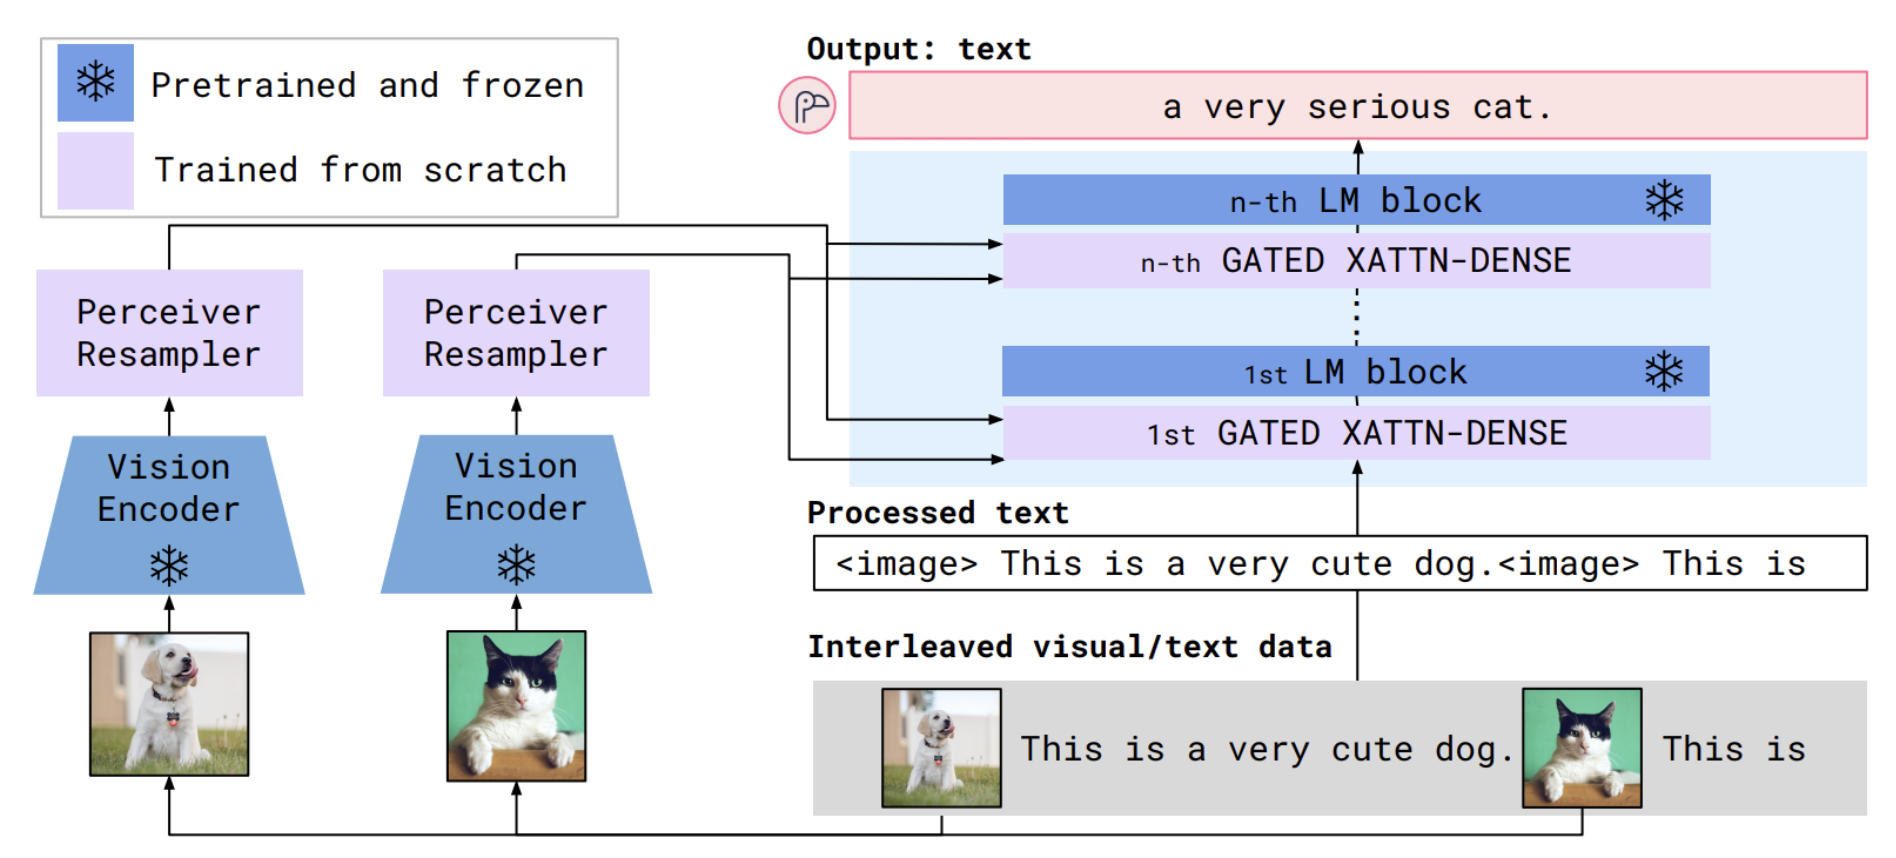 Pretrained and frozen
Trained from scratch
Output: text
a very serious cat.
n-th LM block
n-th GATED XATTN-DENSE
1st LM block
1st GATED XATTN-DENSE
Perceiver
Resampler
Perceiver
Resampler
Vision
Encoder
Vision
Encoder
Processed text
<image> This is a very cute dog.<image> This is
Interleaved visual/text data
This is a very cute dog.
This is